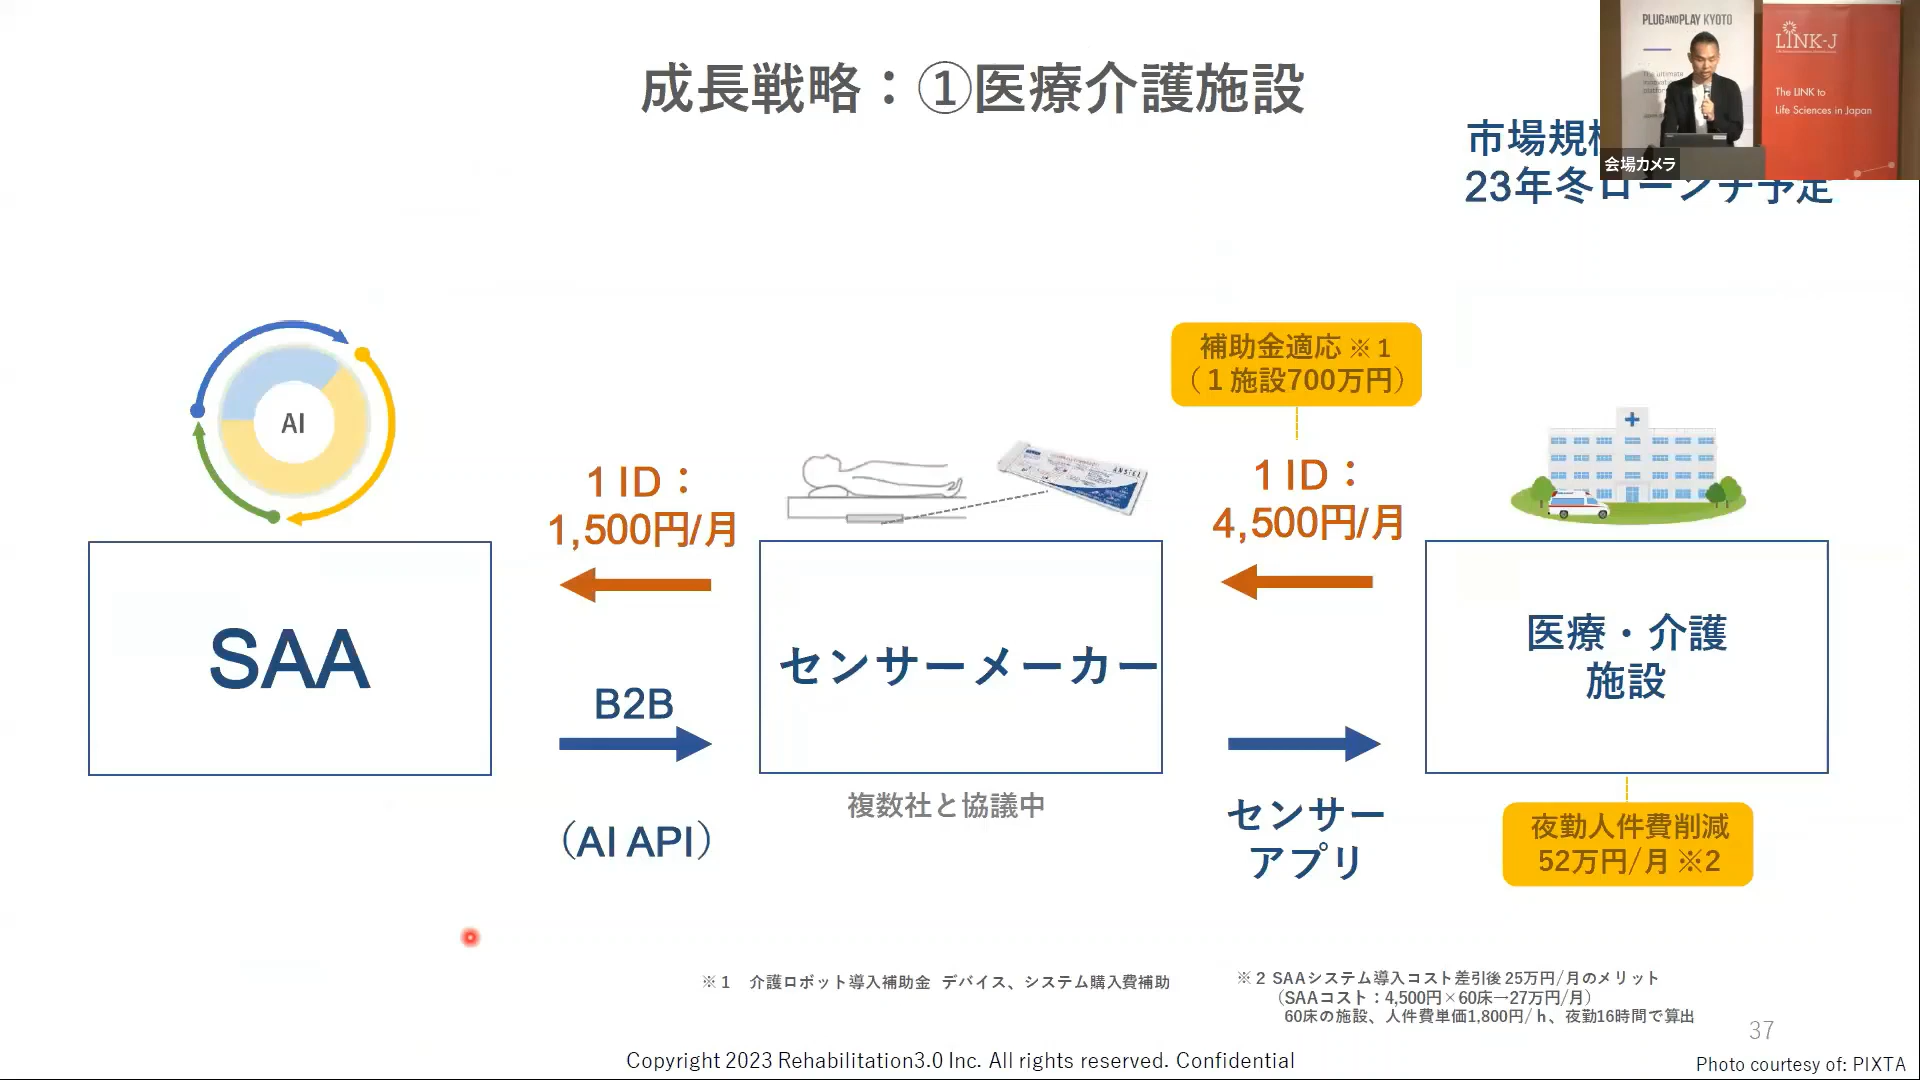 成長戦略：①医療介護施設
PLUGANDPLAY KYOTO
The ultimate
LINK-J
The LINK to
Life Sciences in Japan
会場カメラ
市場規
23年冬ローンチ予定
AI
1 ID：
1,500円/月
ANSTEL
補助金適応※1
（1施設700万円）
1 ID：
4,500円/月
SAA
B2B
（AI API）
センサーメーカー
複数社と協議中
センサー
アプリ
医療・介護
施設
夜勤人件費削減
52万円/月※2
※1　介護ロボット導入補助金 デバイス、システム購入費補助
※2 SAAシステム導入コスト差引後 25万円/月のメリット
（SAAコスト：4,500円×60床→27万円/月）
60床の施設、人件費単価1,800円/ｈ、夜勤16時間で算出
37
Copyright 2023 Rehabilitation3.0 Inc. All rights reserved. Confidential
Photo courtesy of: PIXTA